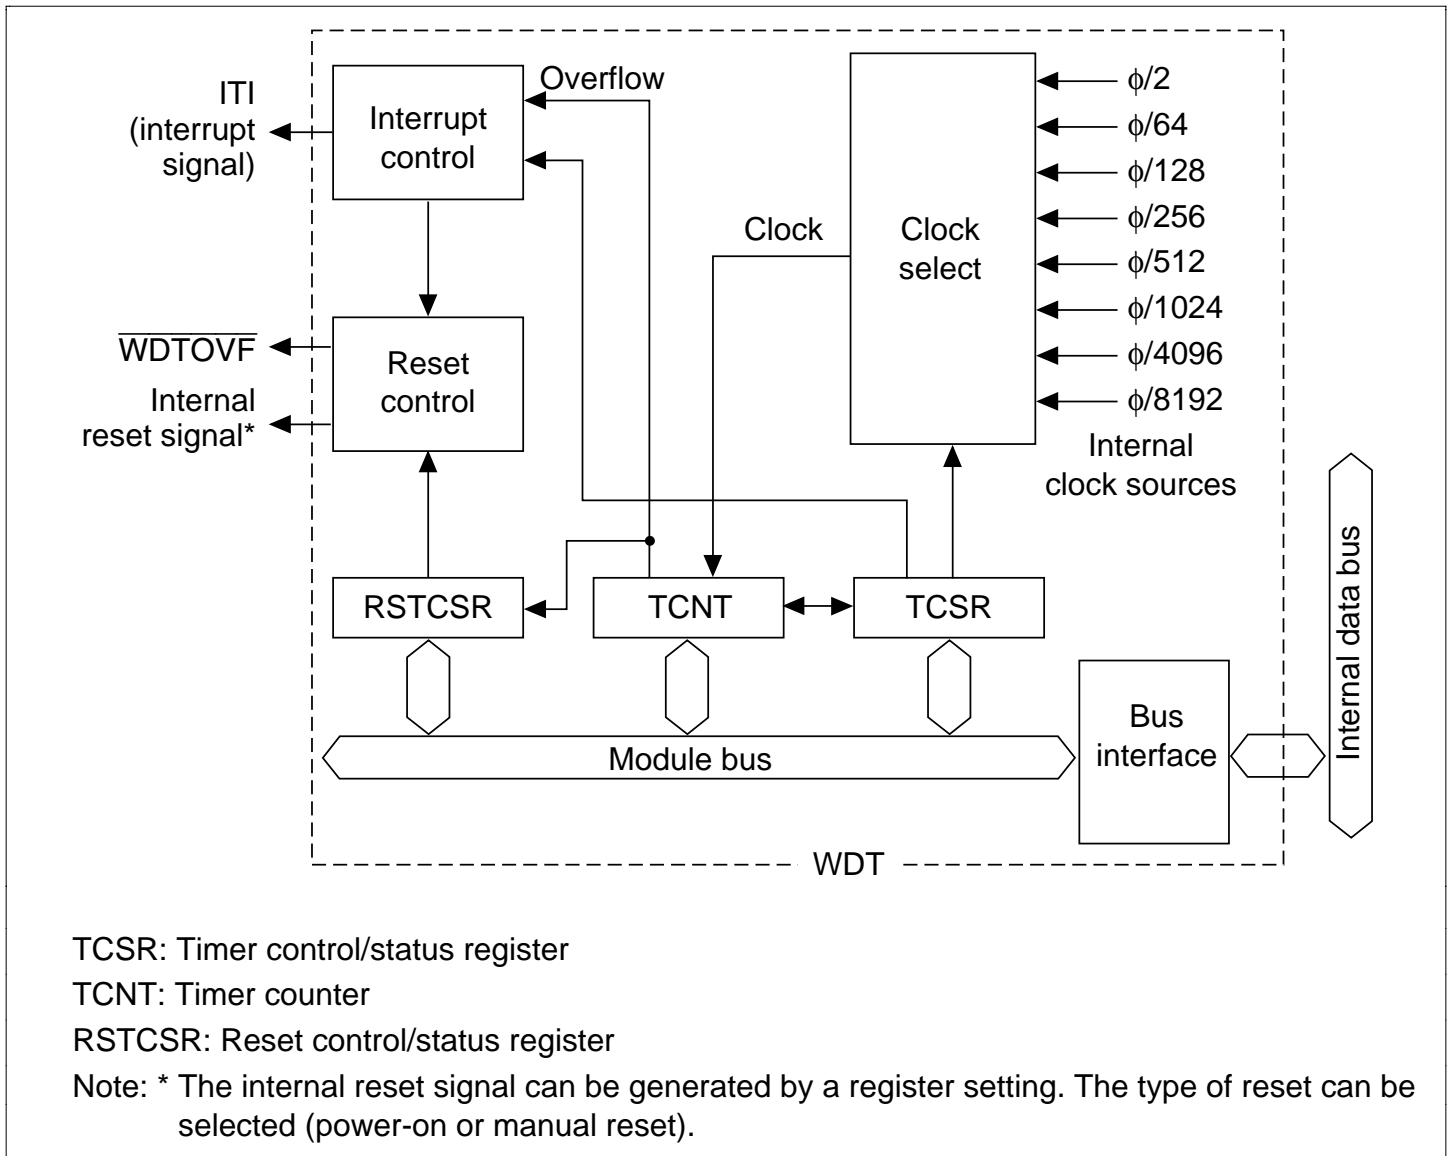 ITI
(interrupt
signal)
Interrupt
control
Overflow
Clock
Clock
select
ϕ/2
ϕ/64
ϕ/128
ϕ/256
ϕ/512
ϕ/1024
ϕ/4096
ϕ/8192
Internal
clock sources
WDTOVF
Internal
reset signal*
Reset
control
RSTCSR
TCNT
TCSR
Module bus
Bus
interface
Internal data bus
WDT
TCSR: Timer control/status register
TCNT: Timer counter
RSTCSR: Reset control/status register
Note: * The internal reset signal can be generated by a register setting. The type of reset can be
selected (power-on or manual reset).